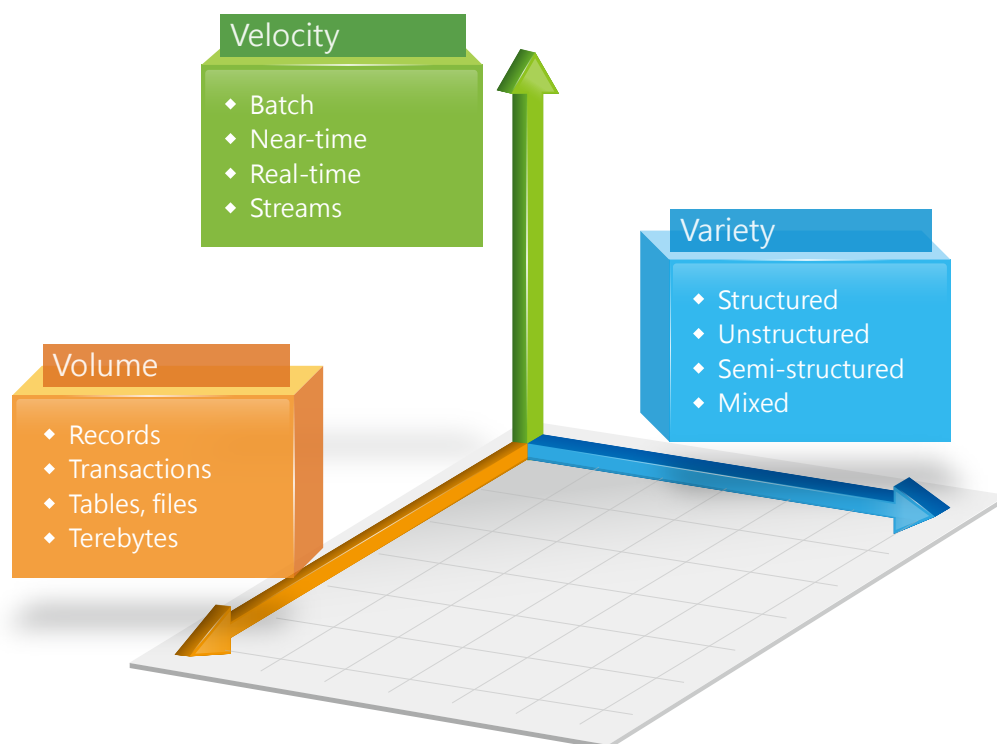 Velocity
Batch
Near-time
Real-time
Streams
Variety
Structured
Unstructured
Semi-structured
Mixed
Volume
Records
Transactions
Tables, files
Terebytes